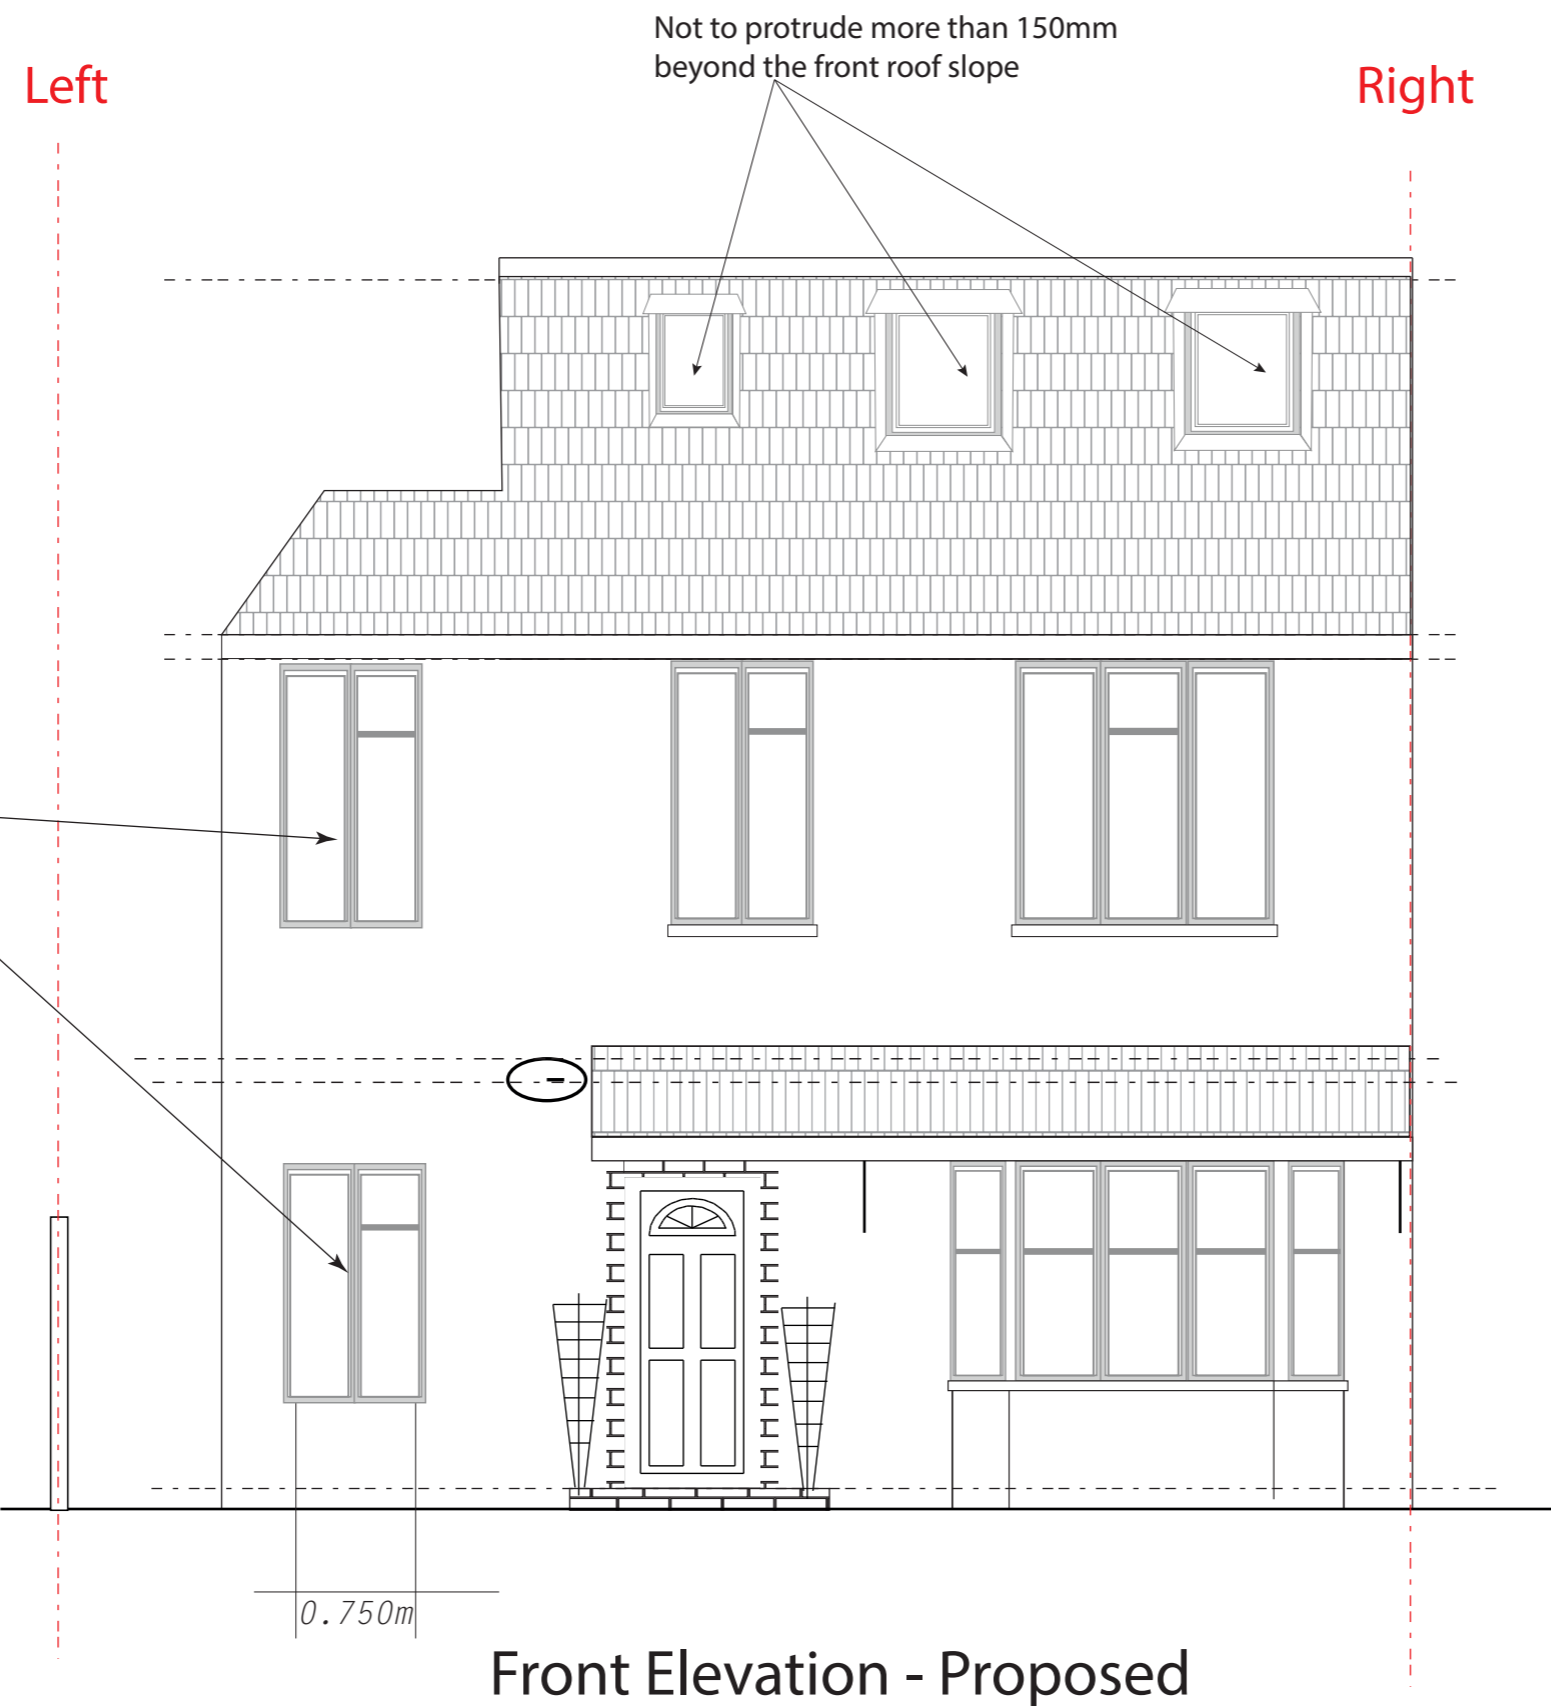 Not to protrude more than 150mm
beyond the front roof slope
Left
Right
0.750m
Front Elevation - Proposed